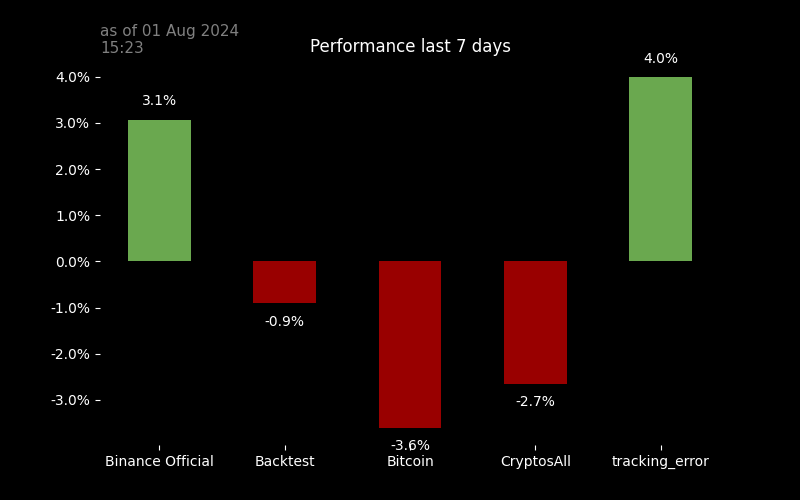 as of 01 Aug 2024
15:23
Performance last 7 days
4.0%
3.0%
2.0%
1.0%
0.0%
-1.0%
-2.0%
-3.0%
3.1%
-0.9%
-3.6%
-2.7%
4.0%
Binance Official
Backtest
Bitcoin
CryptosAll
tracking_error